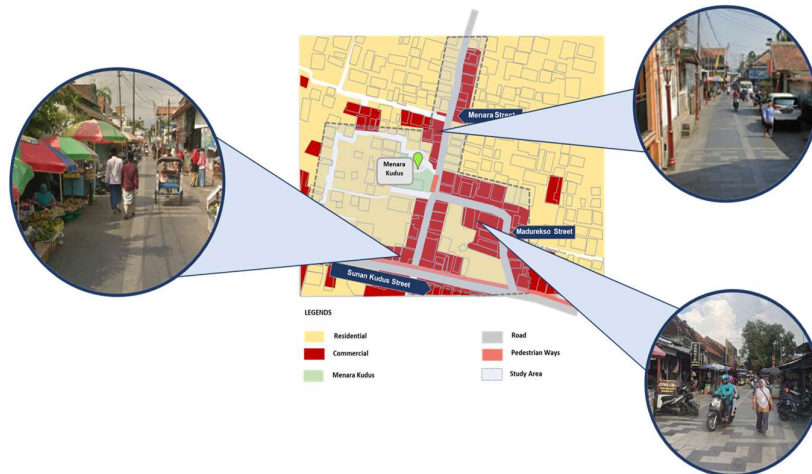 Menara Street
Menara
Kudus
Madurekso Street
Sunan Kudus Street
LEGENDS
Residential
Commercial
Menara Kudus
Road
Pedestrian Ways
Study Area